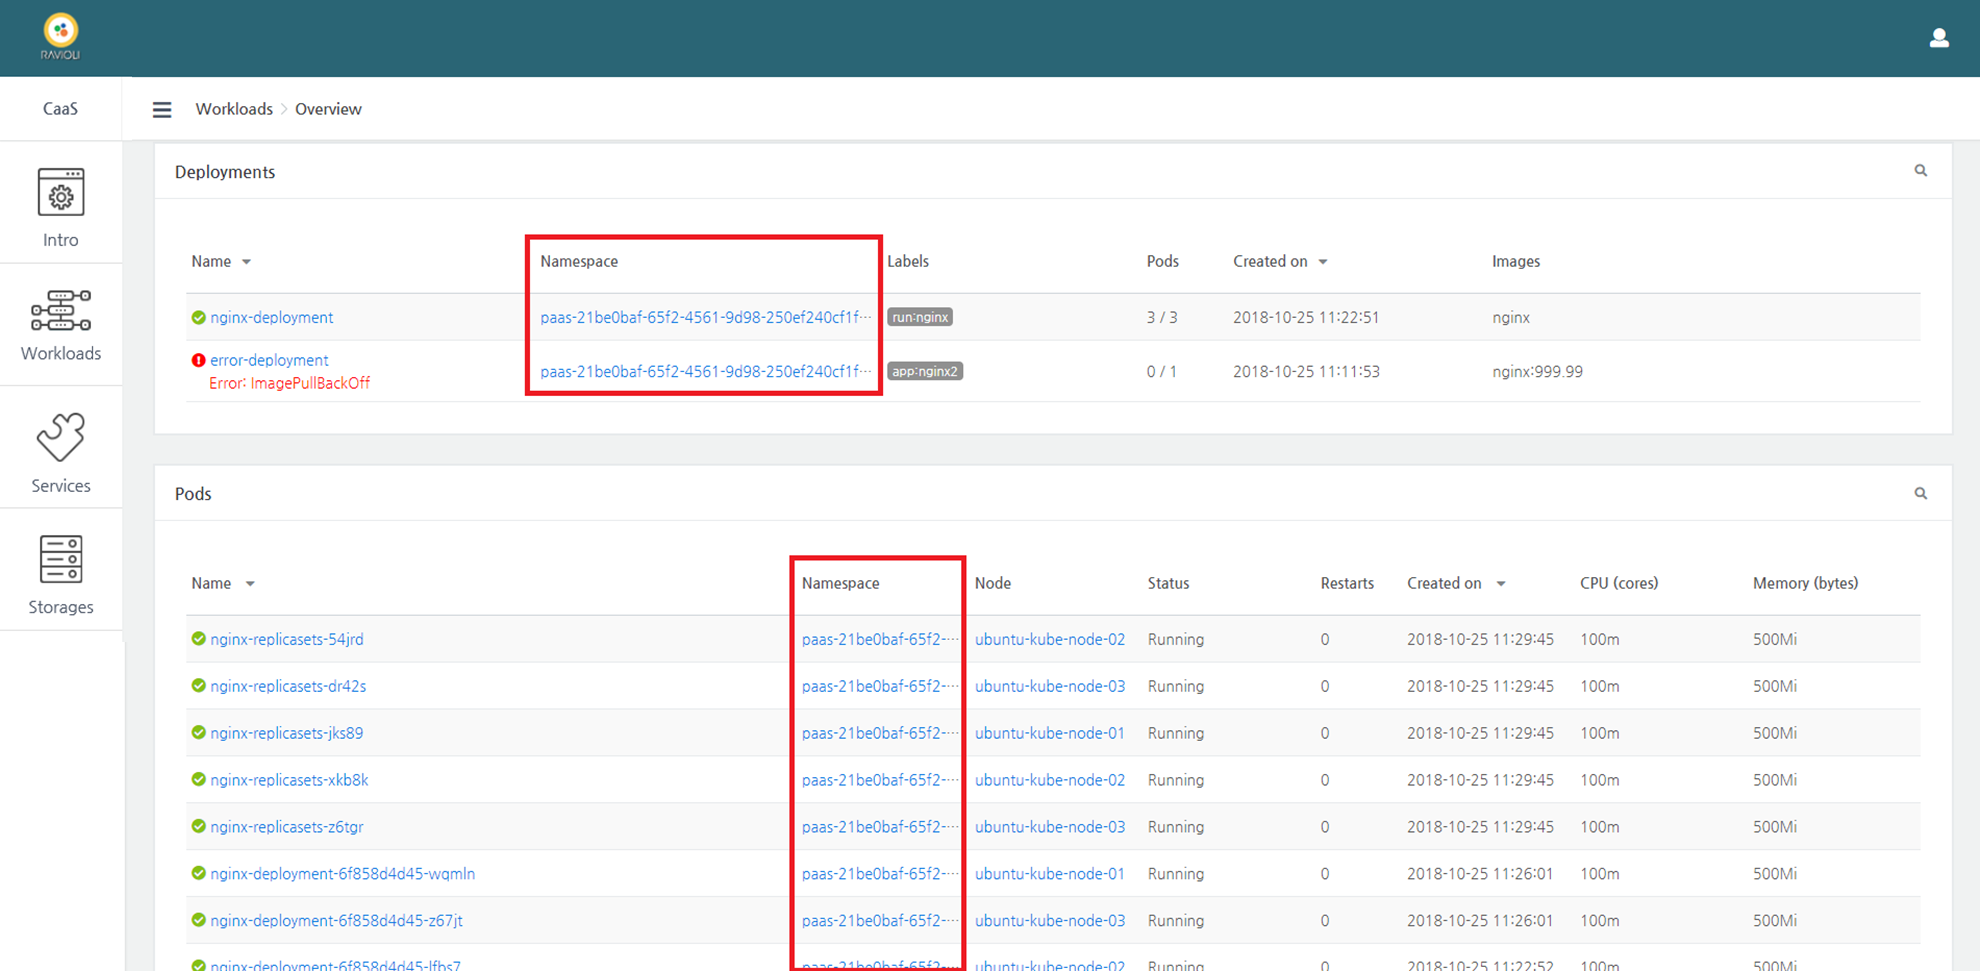 RAVIOLI
CaaS
Workloads > Overview
Intro
Workloads
Services
Storages
Deployments
Name Namespace Labels Pods Created on Images
nginx-deployment paas-21be0baf-65f2-4561-9d98-250ef240cf1f··· run:nginx 3 / 3 2018-10-25 11:22:51 nginx
error-deployment
Error: ImagePullBackOff
paas-21be0baf-65f2-4561-9d98-250ef240cf1f··· app:nginx2 0 / 1 2018-10-25 11:11:53 nginx:999.99
Pods
Name Namespace Node Status Restarts Created on CPU (cores) Memory (bytes)
nginx-replicasets-54jrd paas-21be0baf-65f2-··· ubuntu-kube-node-02 Running 0 2018-10-25 11:29:45 100m 500Mi
nginx-replicasets-dr42s paas-21be0baf-65f2-··· ubuntu-kube-node-03 Running 0 2018-10-25 11:29:45 100m 500Mi
nginx-replicasets-jks89 paas-21be0baf-65f2-··· ubuntu-kube-node-01 Running 0 2018-10-25 11:29:45 100m 500Mi
nginx-replicasets-xkb8k paas-21be0baf-65f2-··· ubuntu-kube-node-02 Running 0 2018-10-25 11:29:45 100m 500Mi
nginx-replicasets-z6tgr paas-21be0baf-65f2-··· ubuntu-kube-node-03 Running 0 2018-10-25 11:29:45 100m 500Mi
nginx-deployment-6f858d4d45-wqmln paas-21be0baf-65f2-··· ubuntu-kube-node-01 Running 0 2018-10-25 11:26:01 100m 500Mi
nginx-deployment-6f858d4d45-z67jt paas-21be0baf-65f2-··· ubuntu-kube-node-03 Running 0 2018-10-25 11:26:01 100m 500Mi
nginx-deployment-6f858d4d45-lfbs7 paas-21be0baf-65f2-··· ubuntu-kube-node-02 Running 0 2018-10-25 11:22:52 100m 500Mi